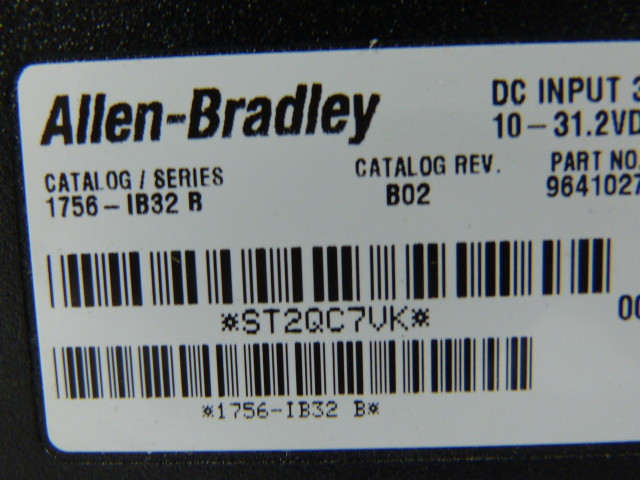 Allen-Bradley
DC INPUT 3
10-31.2VD
CATALOG / SERIES
1756-IB32 B
CATALOG REV.
B02
PART NO.
9641027
*ST2QC7VK*
00
*1756-IB32 B*